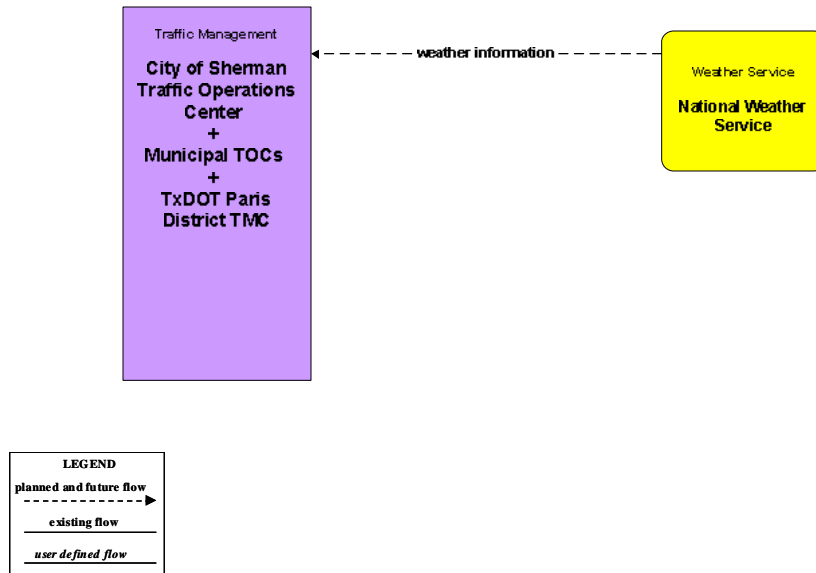 Traffic Management
City of Sherman
Traffic Operations
Center
+
Municipal TOCs
+
TxDOT Paris
District TMC
weather information
Weather Service
National Weather
Service
LEGEND
planned and future flow
existing flow
user defined flow